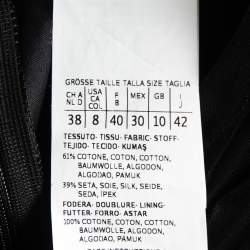 GRÖSSE TAILLE TALLA SIZE TAGLIA
CH A USA F MEX GB I
NL D CA B J
COL
38 8 40 30 10 42
TESSUTO-TISSU-FABRIC-STOFF-
TEJIDO-TECIDO-KUMAŞ
61% COTONE, COTON, COTTON,
BAUMWOLLE, ALGODON,
ALGODAO, PAMUK
39% SETA, SOIE, SILK, SEIDE,
SEDA, IPEK
FODERA-DOUBLURE-LINING-
FUTTER-FORRO-ASTAR
100% COTONE, COTON, COTTON,
BAUMWOLLE, ALGODON,
ALGODAO, PAMUK